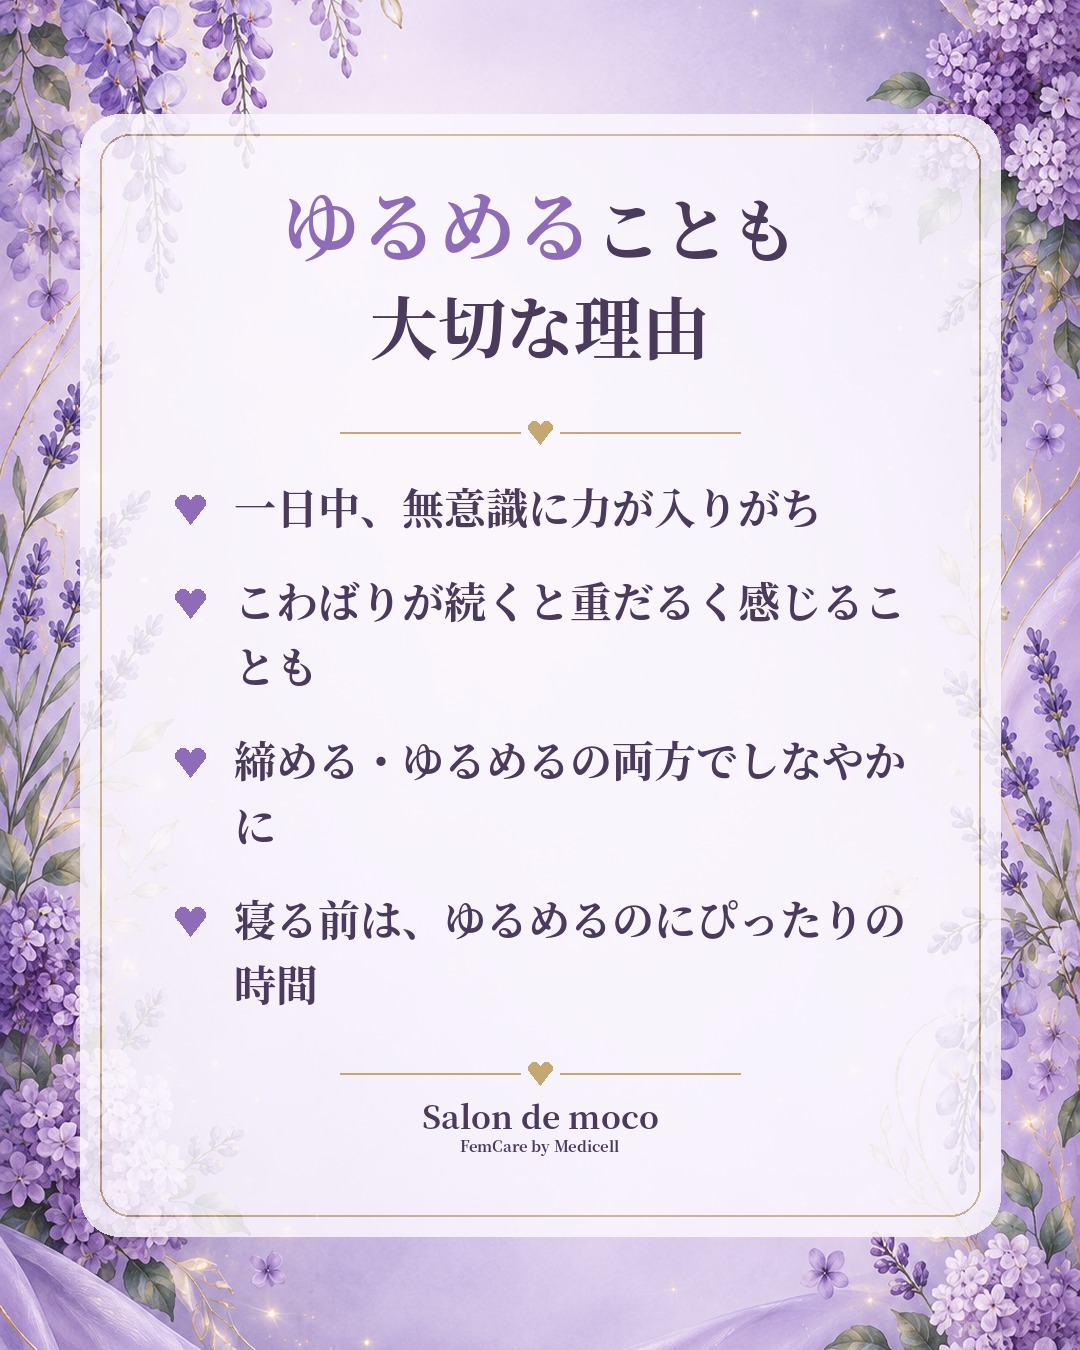 ゆるめることも
大切な理由
一日中、無意識に力が入りがち
こわばりが続くと重だるく感じるこ
とも
締める・ゆるめるの両方でしなやか
に
寝る前は、ゆるめるのにぴったりの
時間
Salon de moco
FemCare by Medicell